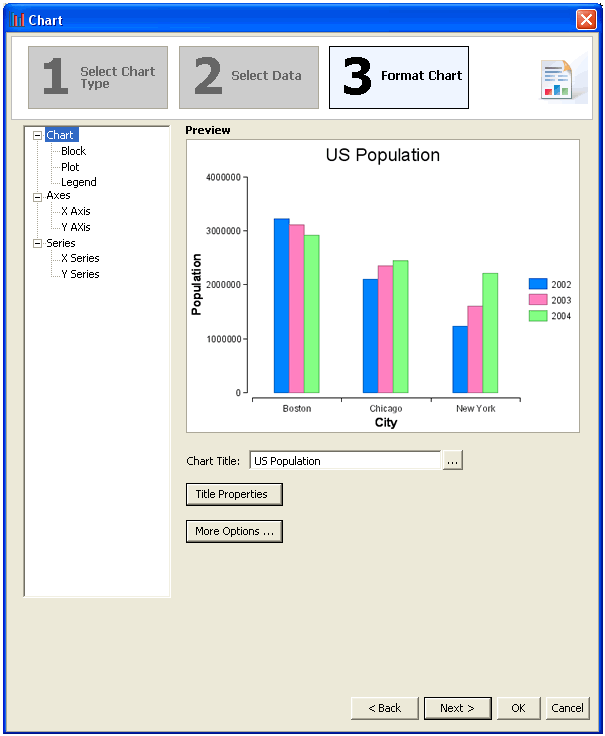 Chart
1 Select Chart
Type
2 Select Data
3 Format Chart
Chart
Block
Plot
Legend
Axes
X Axis
Y AXis
Series
X Series
Y Series
Preview
US Population
4000000
3000000
2000000
1000000
0
Population
Boston
Chicago
New York
City
2002
2003
2004
Chart Title: US Population ...
Title Properties
More Options ...
< Back Next > OK Cancel